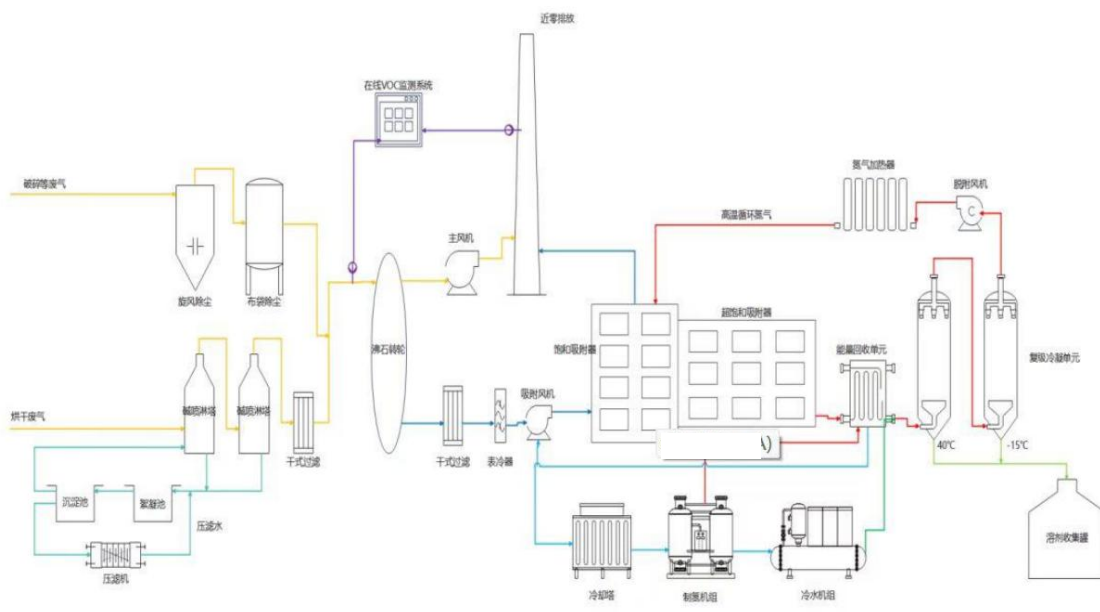 近零排放
在线VOC监测系统
氮气加热器
脱附风机
破碎等废气
高温循环氮气
主风机
C
旋风除尘
布袋除尘
超饱和吸附器
沸石转轮
饱和吸附器
能量回收单元
复级冷凝单元
吸附风机
碱喷淋塔
碱喷淋塔
烘干废气
干式过滤
干式过滤
表冷器
A)
40℃
-15℃
沉淀池
絮凝池
压滤水
溶剂收集罐
压滤机
冷却塔
制氮机组
冷水机组